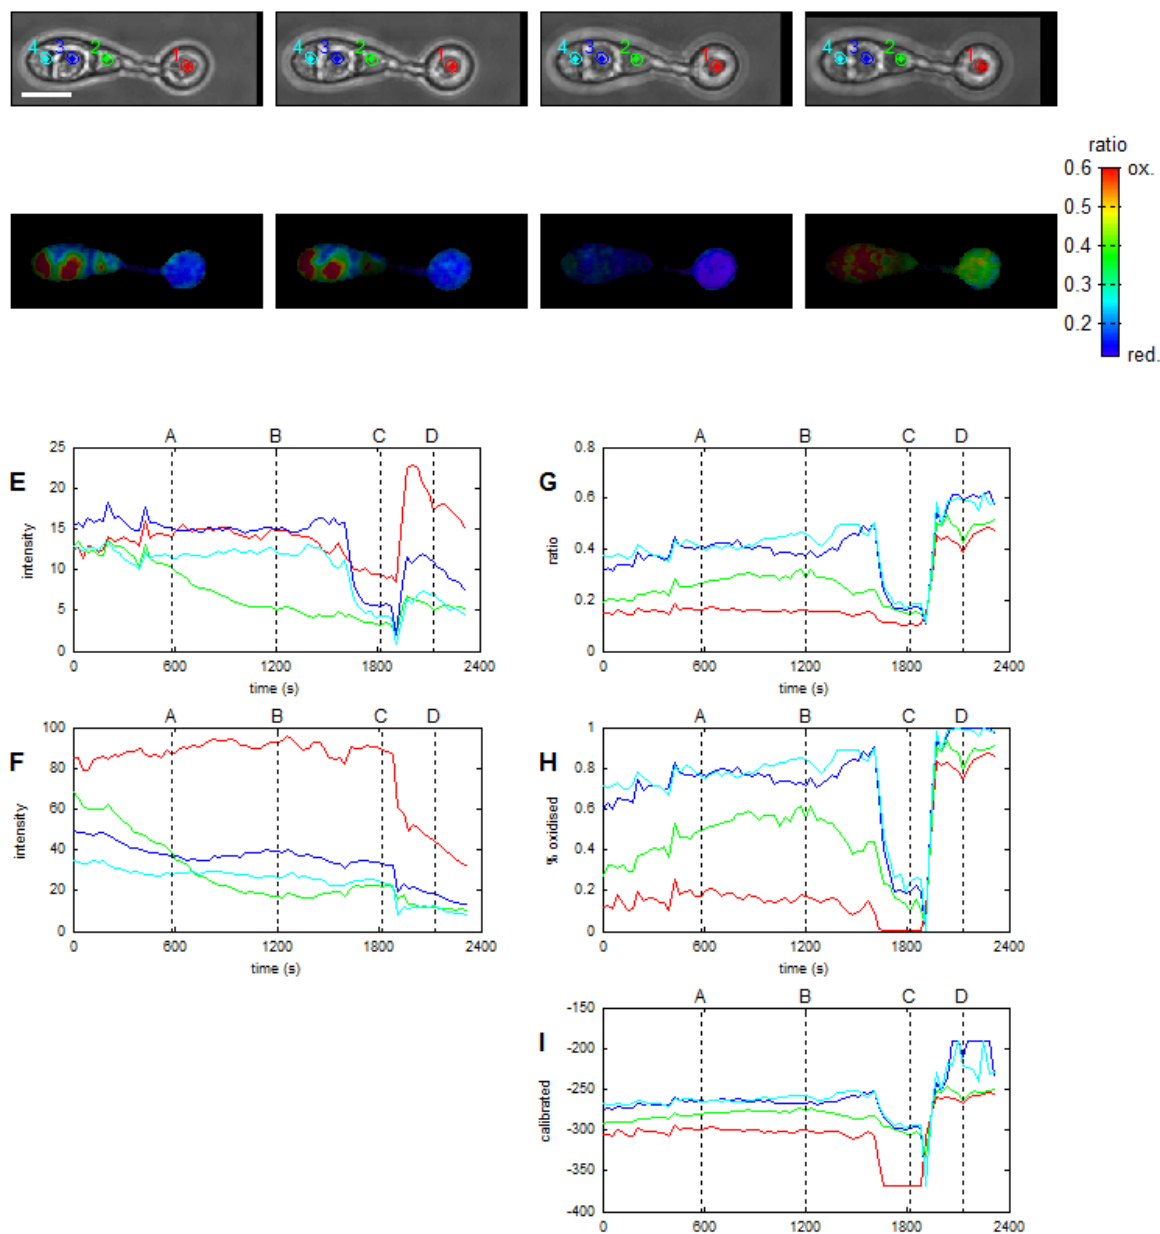 4 3 2 1
4 3 2 1
4 3 2 1
4 3 2 1
ratio
0.6 ox.
0.5
0.4
0.3
0.2
red.
E
A B C D
25
20
15
10
5
0
intensity
0 600 1200 1800 2400
time (s)
G
A B C D
0.8
0.6
0.4
0.2
0
ratio
0 600 1200 1800 2400
time (s)
F
A B C D
100
80
60
40
20
0
intensity
0 600 1200 1800 2400
time (s)
H
A B C D
1
0.8
0.6
0.4
0.2
0
% oxidised
0 600 1200 1800 2400
time (s)
I
A B C D
-150
-200
-250
-300
-350
-400
calibrated
0 600 1200 1800 2400